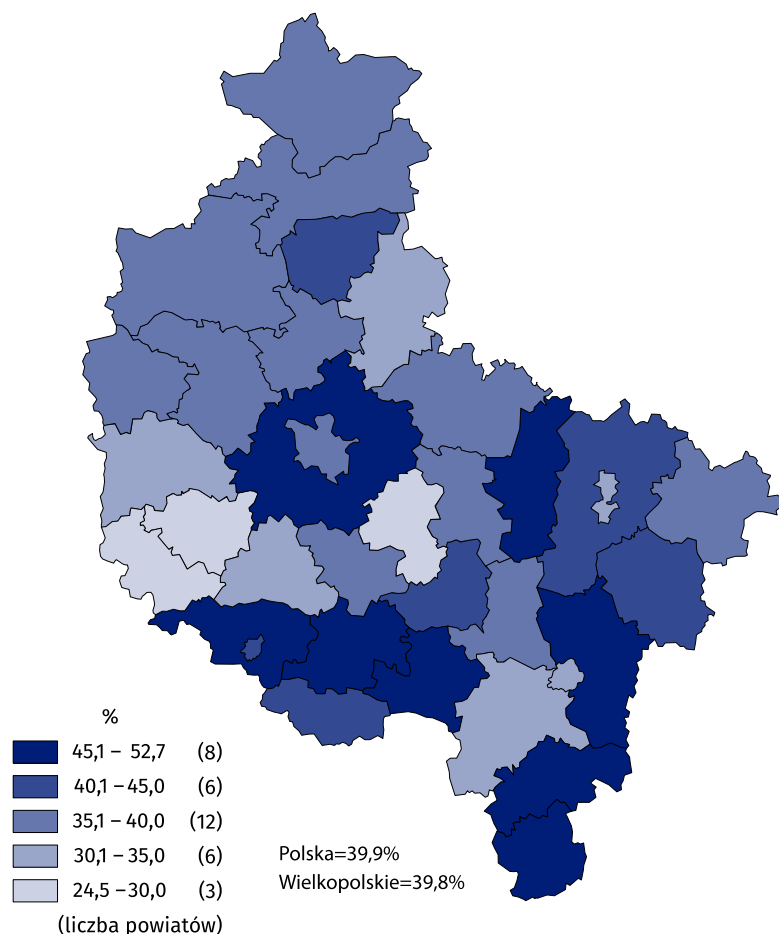 %
45,1 – 52,7 (8)
40,1 –45,0 (6)
35,1 – 40,0 (12)
30,1 – 35,0 (6)
24,5 –30,0 (3)
(liczba powiatów)
Polska=39,9%
Wielkopolskie=39,8%